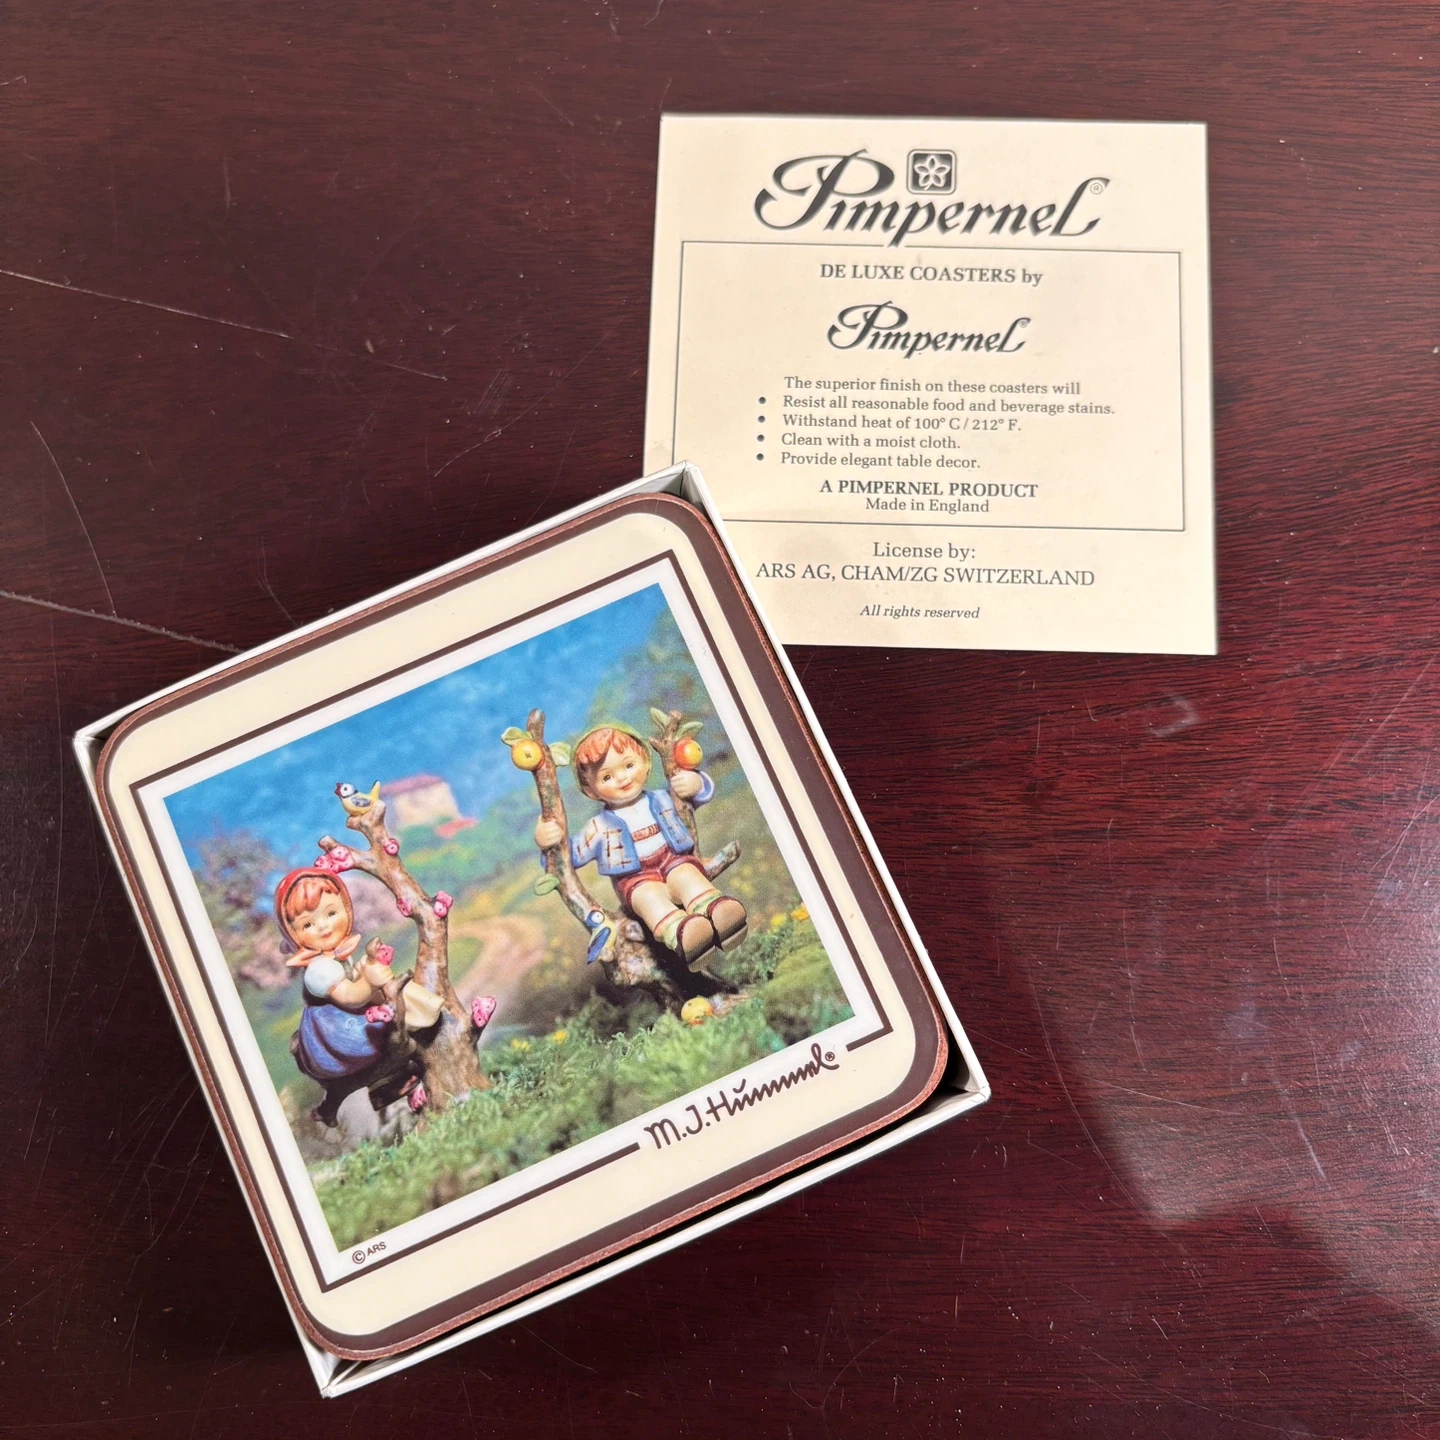 Pimpernel®
DE LUXE COASTERS by
Pimpernel®
The superior finish on these coasters will
• Resist all reasonable food and beverage stains.
• Withstand heat of 100° C / 212° F.
• Clean with a moist cloth.
• Provide elegant table decor.
A PIMPERNEL PRODUCT
Made in England
License by:
ARS AG, CHAM/ZG SWITZERLAND
All rights reserved
M.J.Hummel®
© ARS